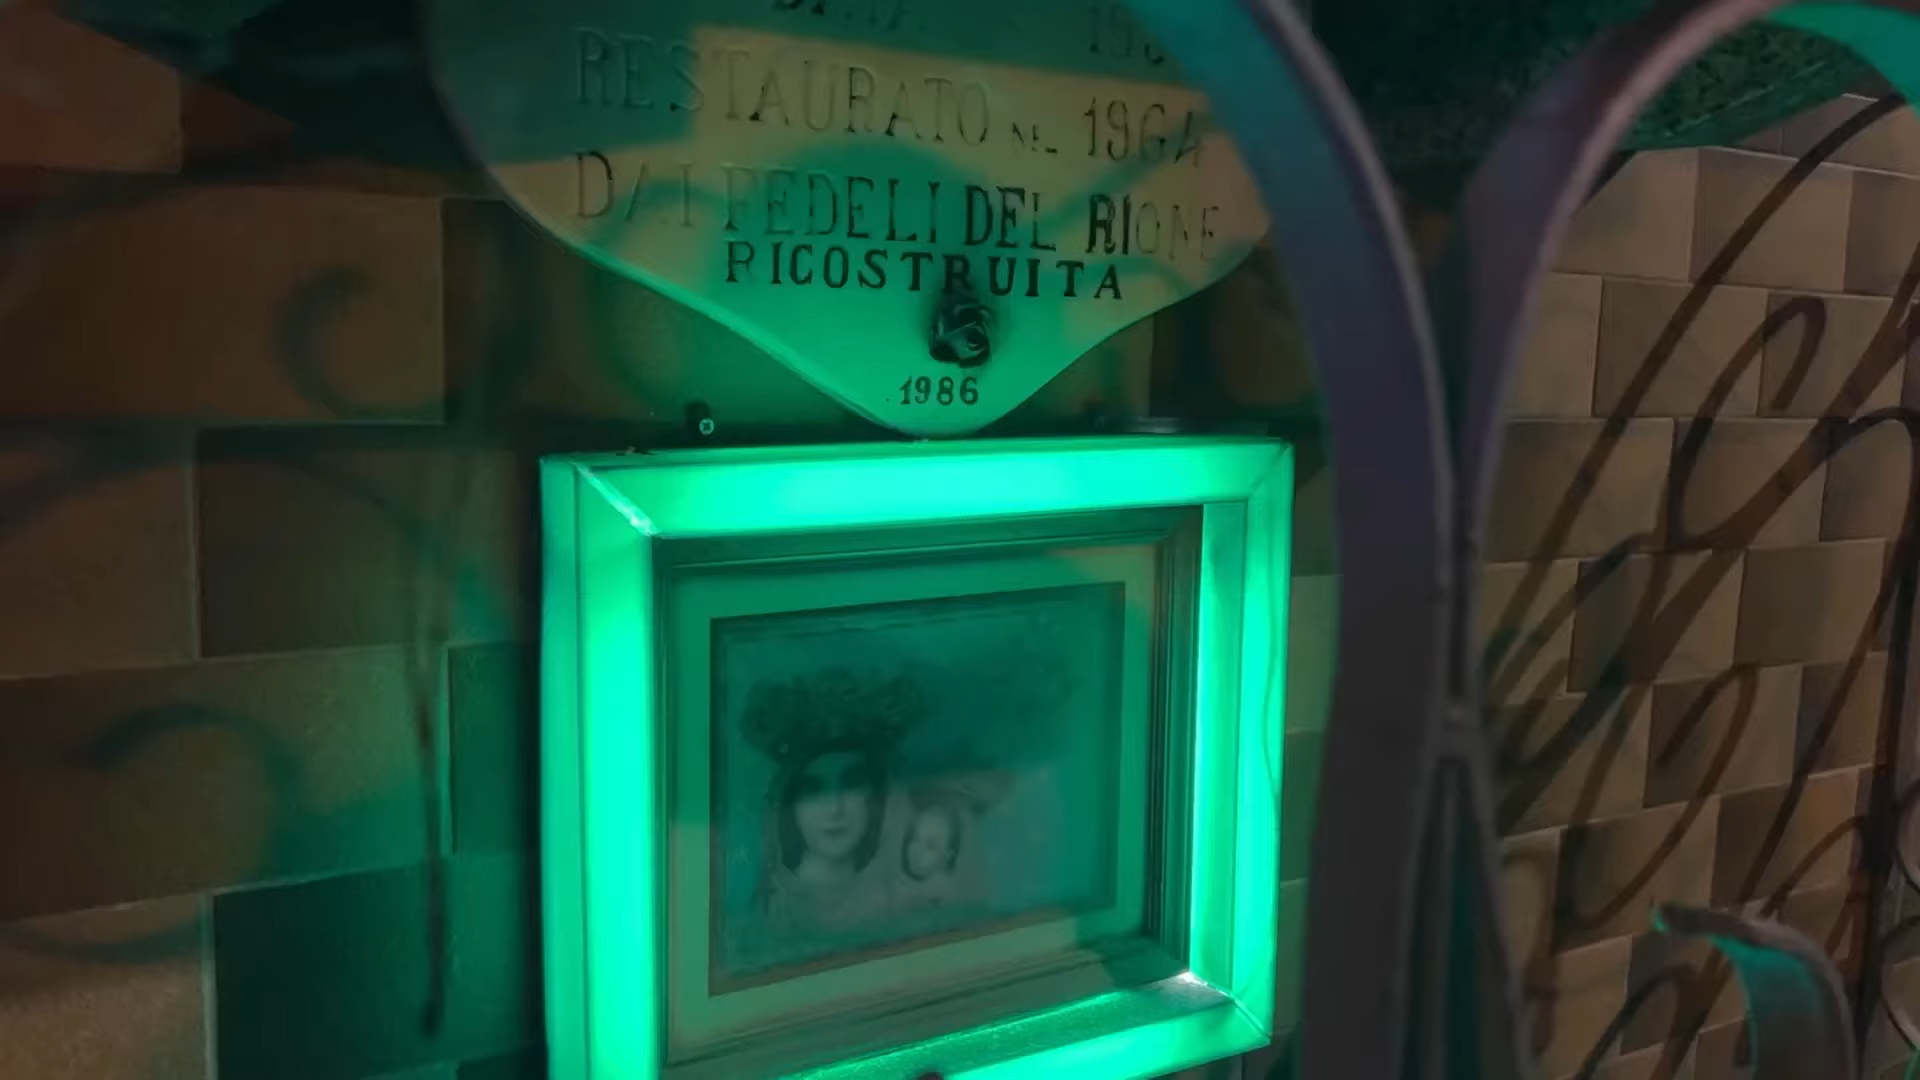 RESTAURATO NEL 1964
DAI FEDELI DEL RIONE
RICOSTRUITA
1986